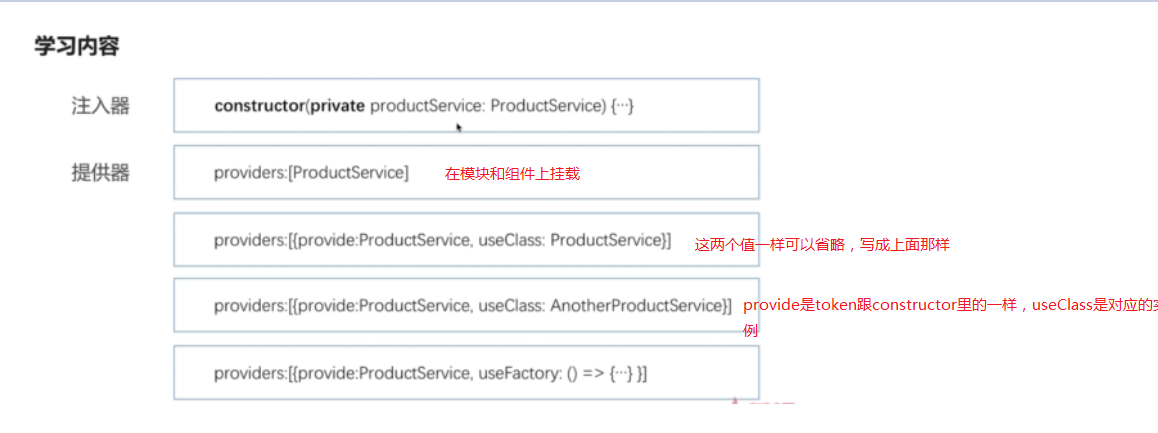 学习内容
注入器
constructor(private productService: ProductService) {···}
提供器
providers:[ProductService]
在模块和组件上挂载
providers:[{provide:ProductService, useClass: ProductService}]
这两个值一样可以省略，写成上面那样
providers:[{provide:ProductService, useClass: AnotherProductService}]
provide是token跟constructor里的一样，useClass是对应的实
例
providers:[{provide:ProductService, useFactory: () => {···} }]